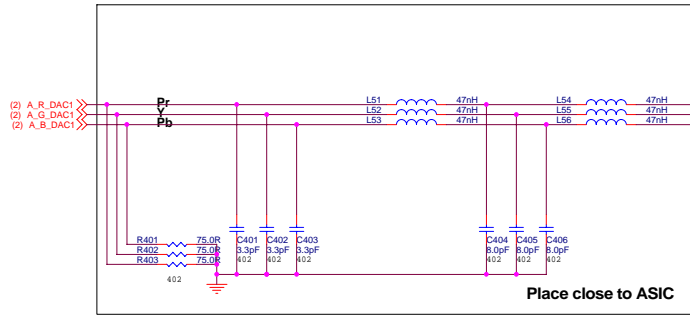 L51 47nH L54 47nH
(2) A_R_DAC1 Pr
L52 47nH L55 47nH
(2) A_G_DAC1 Y
L53 47nH L56 47nH
(2) A_B_DAC1 Pb
R401 75.0R C401 C402 C403 C404 C405 C406
R402 75.0R 3.3pF 3.3pF 3.3pF 8.0pF 8.0pF 8.0pF
R403 75.0R 402 402 402 402 402 402
402
Place close to ASIC